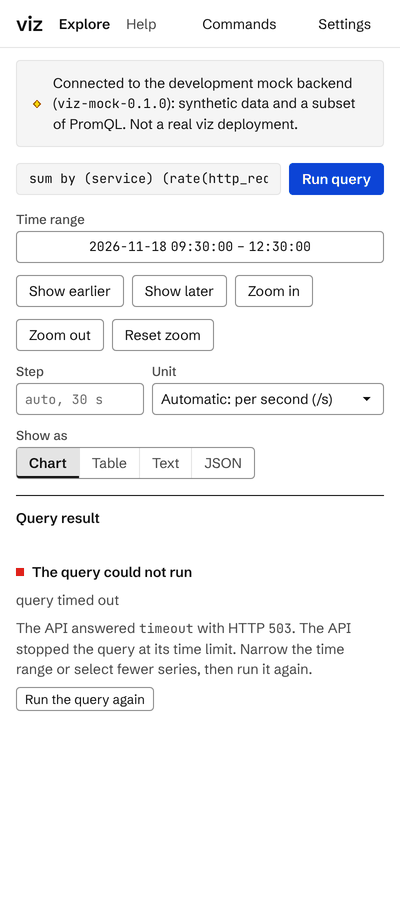 viz Explore Help Commands Settings
Connected to the development mock backend
(viz-mock-0.1.0): synthetic data and a subset
of PromQL. Not a real viz deployment.
sum by (service) (rate(http_rec Run query
Time range
2026-11-18 09:30:00 – 12:30:00
Show earlier Show later Zoom in
Zoom out Reset zoom
Step Unit
auto, 30 s Automatic: per second (/s)
Show as
Chart Table Text JSON
Query result
The query could not run
query timed out
The API answered timeout with HTTP 503. The API
stopped the query at its time limit. Narrow the time
range or select fewer series, then run it again.
Run the query again